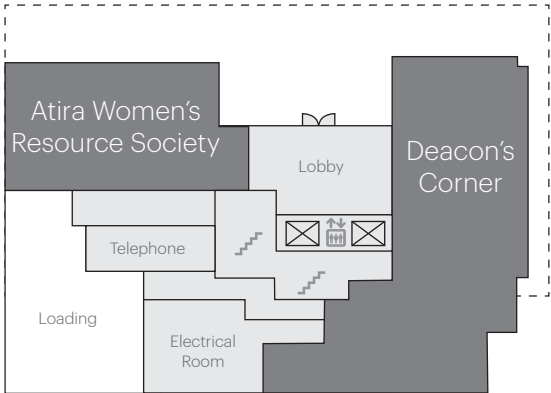 Atira Women's
Resource Society
Lobby
Deacon's
Corner
Telephone
Loading
Electrical
Room